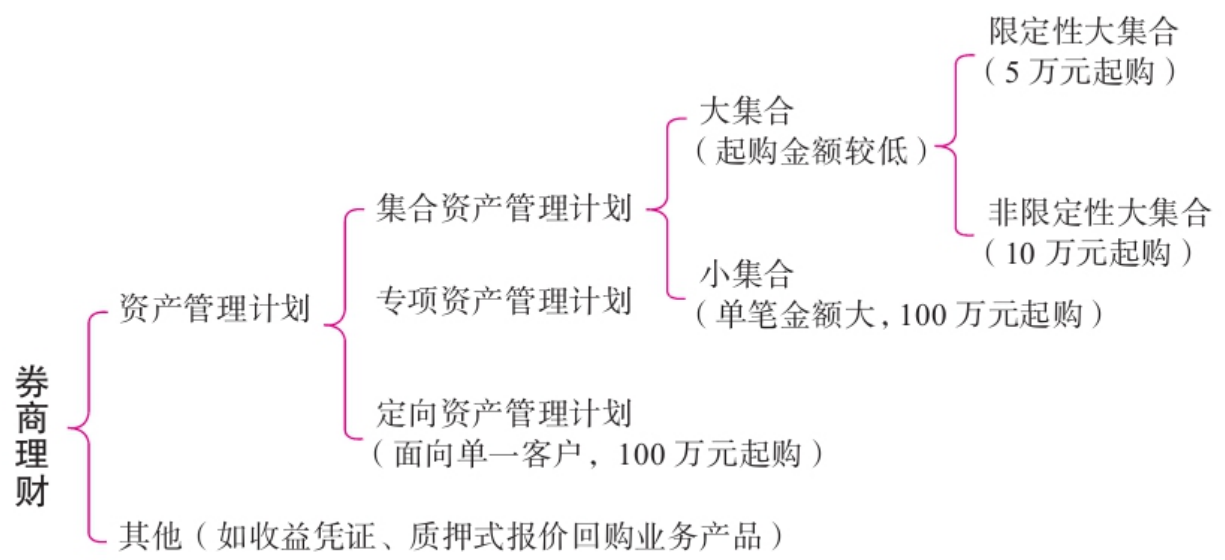 券商理财
资产管理计划
集合资产管理计划
大集合
（起购金额较低）
限定性大集合
（5 万元起购）
非限定性大集合
（10 万元起购）
小集合
（单笔金额大，100 万元起购）
专项资产管理计划
定向资产管理计划
（面向单一客户，100 万元起购）
其他（如收益凭证、质押式报价回购业务产品）